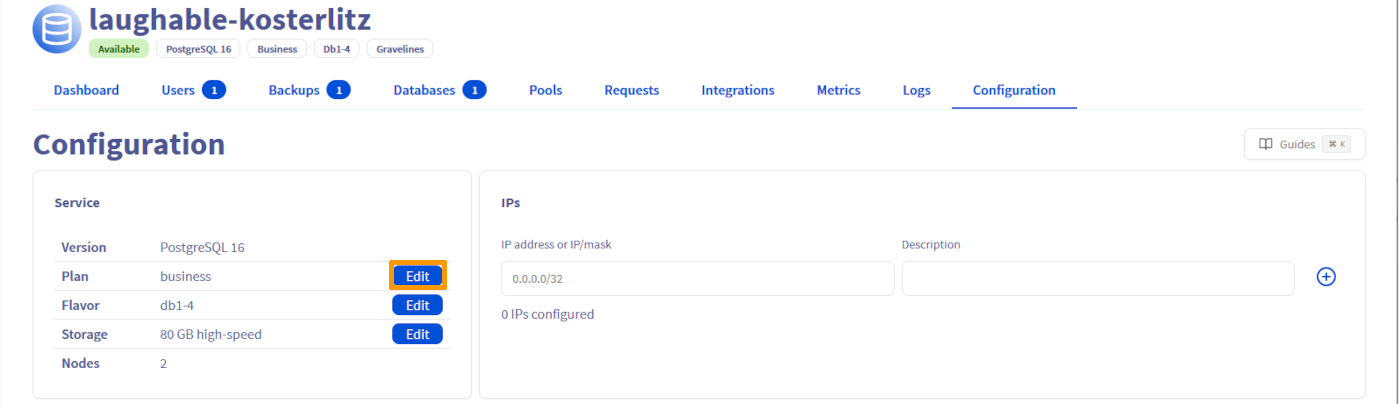 laughable-kosterlitz
Available PostgreSQL 16 Business Db1-4 Gravelines
Dashboard Users 1 Backups 1 Databases 1 Pools Requests Integrations Metrics Logs Configuration
Configuration
Guides ⌘ K
Service
Version PostgreSQL 16
Plan business Edit
Flavor db1-4 Edit
Storage 80 GB high-speed Edit
Nodes 2
IPs
IP address or IP/mask Description
0.0.0.0/32
0 IPs configured